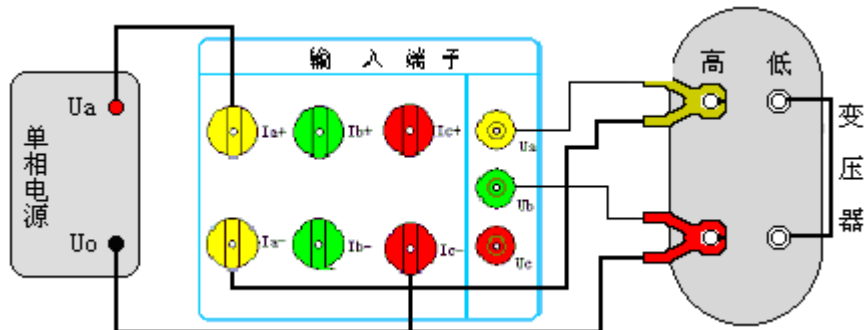 输入端子
单相电源
Ua
Uo
Ia+
Ib+
Ic+
Ua
Ub
Ia-
Ib-
Ic-
Uc
高 低
变压器